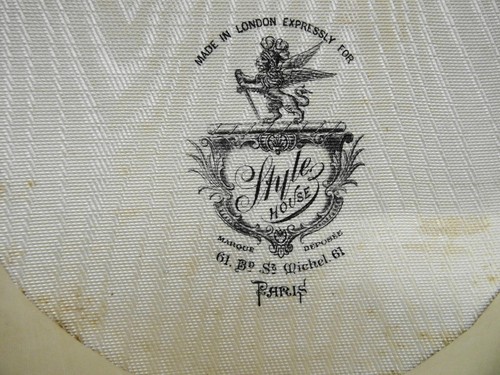 MADE IN LONDON EXPRESSLY FOR
Style
HOUSE
MARQUE DÉPOSÉE
61. BD. ST. Michel. 61
PARIS